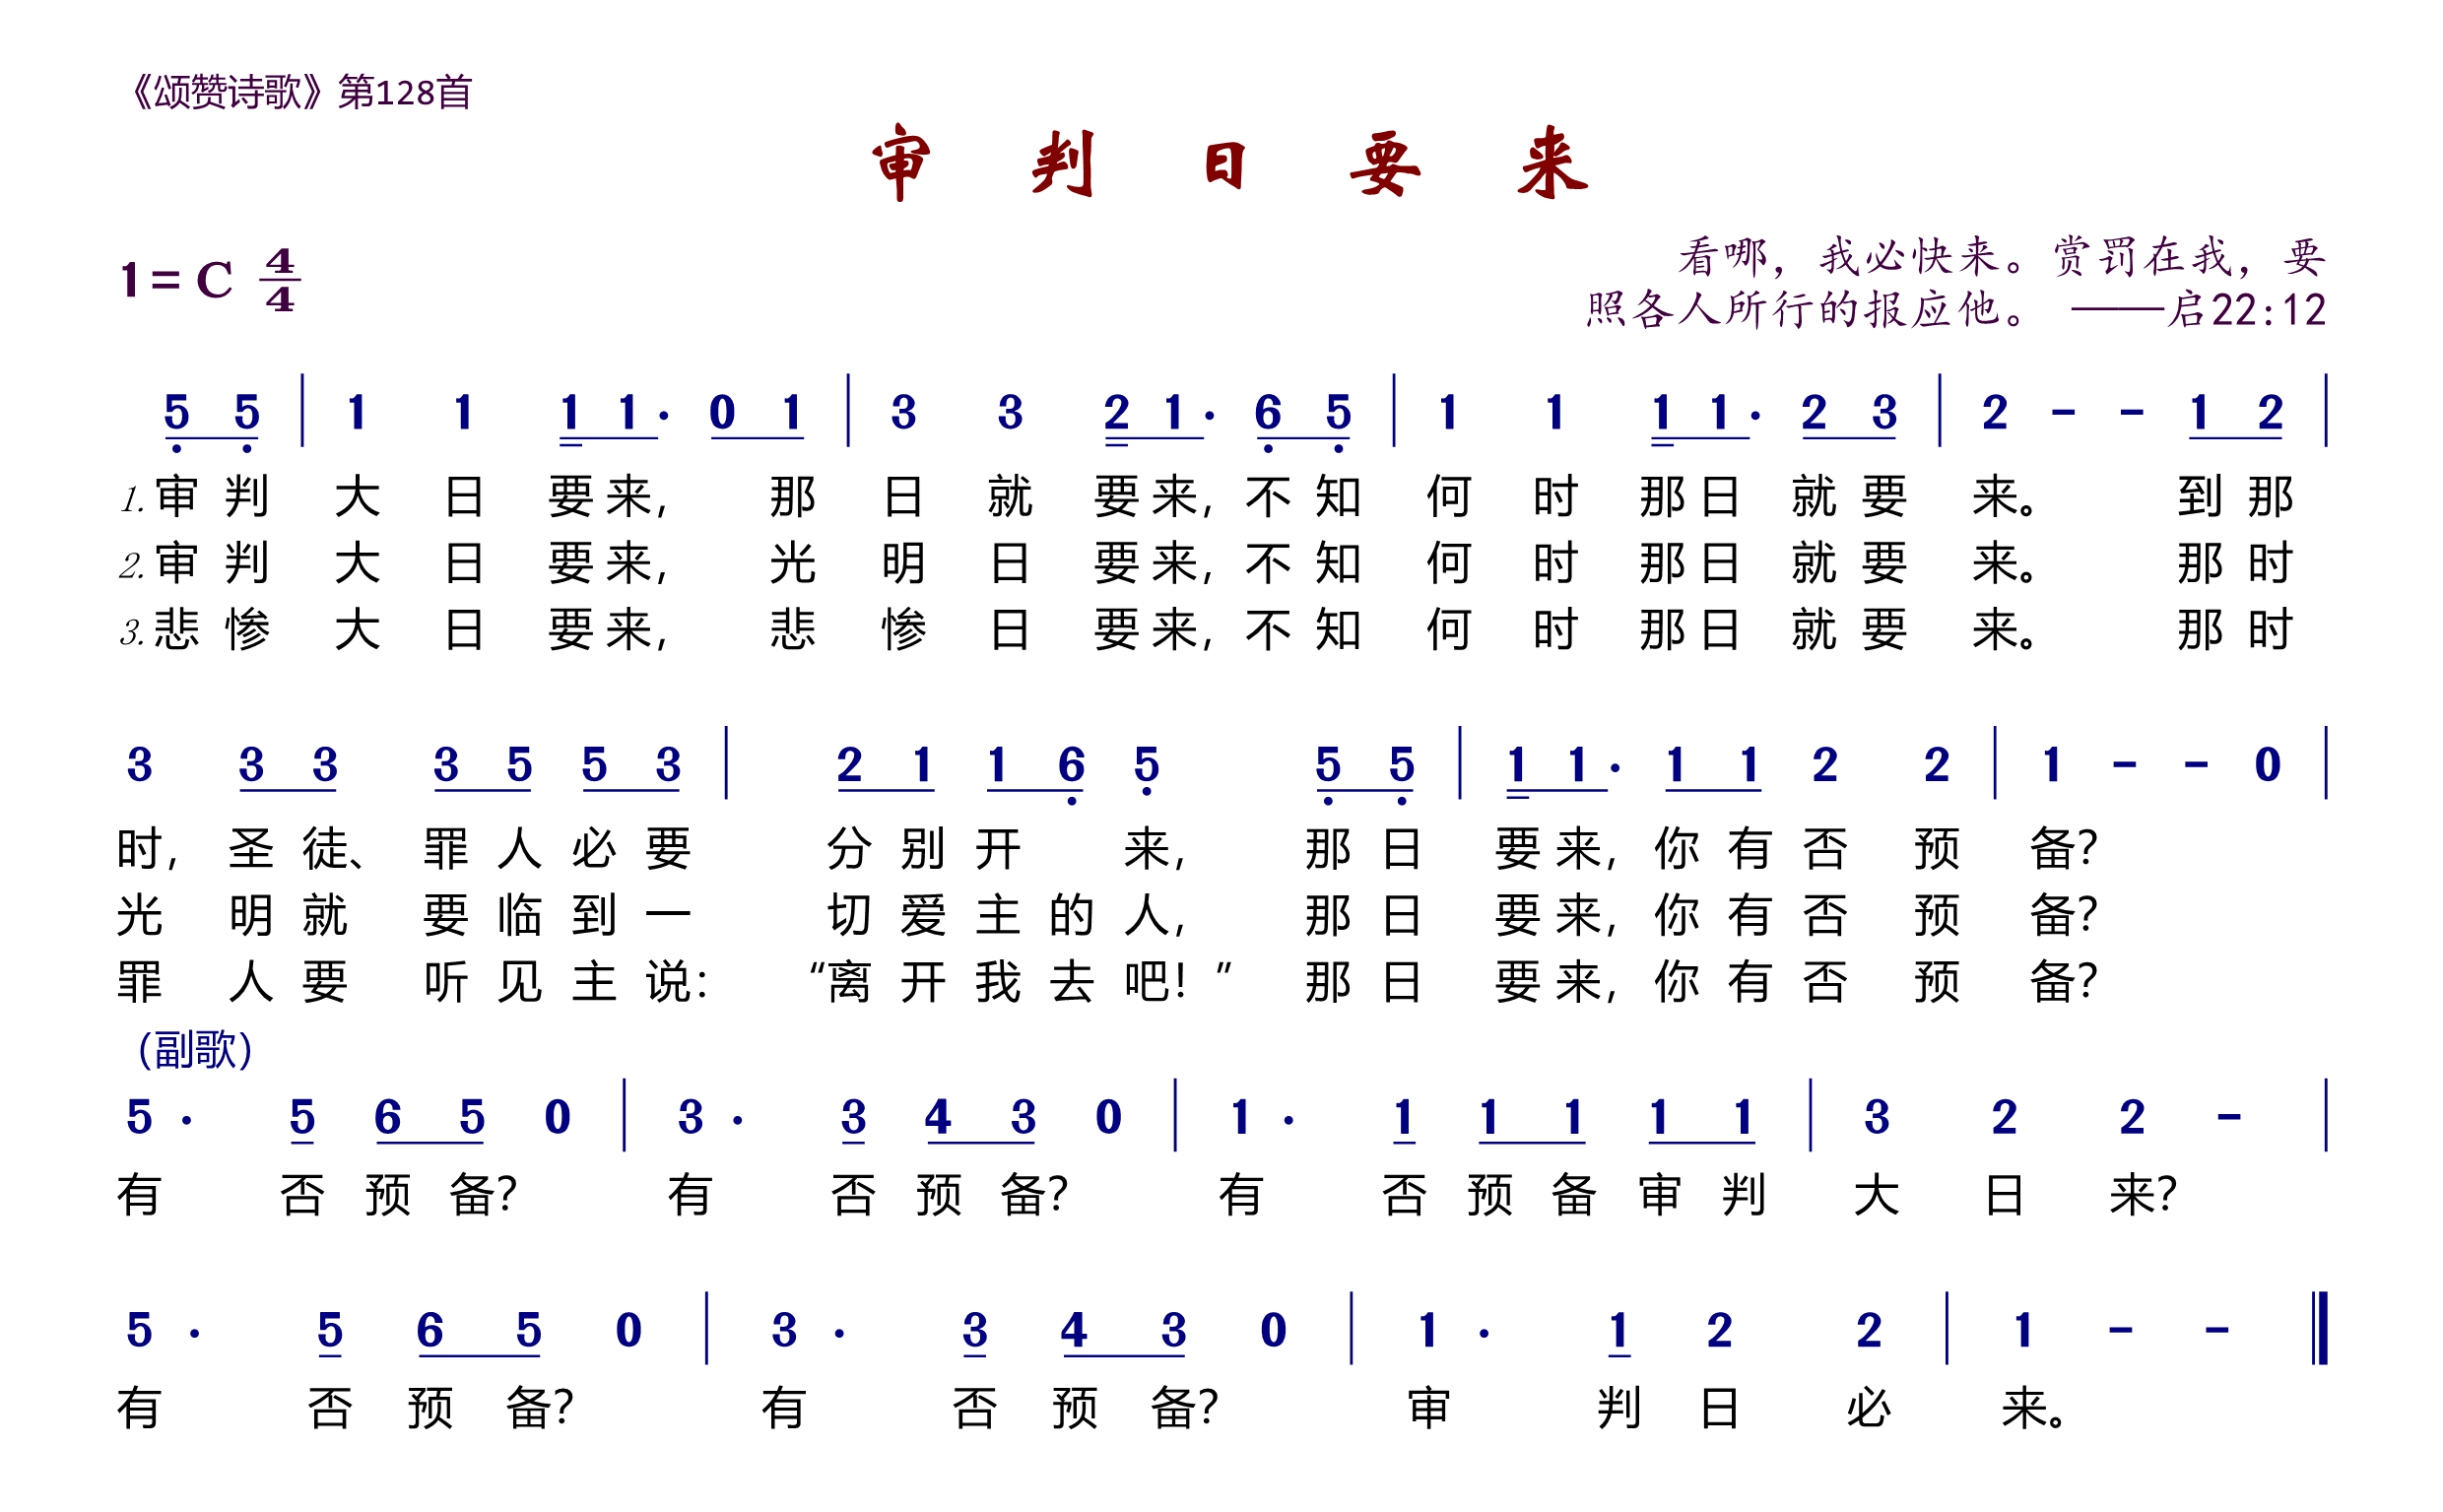 《颂赞诗歌》第128首
审判日要来
看哪，我必快来。赏罚在我，要
1=C 4/4
照各人所行的报应他。 ——启22:12
5 5 | 1 1 1 1· 0 1 | 3 3 2 1· 6 5 | 1 1 1 1· 2 3 | 2 - - 1 2 |
1.审判大日要来，那日就要来，不知何时那日就要来。到那
2.审判大日要来，光明日要来，不知何时那日就要来。那时
3.悲惨大日要来，悲惨日要来，不知何时那日就要来。那时
3 3 3 3 5 5 3 | 2 1 1 6 5 5 5 | 1 1· 1 1 2 2 | 1 - - 0 |
时，圣徒、罪人必要分别开来，那日要来，你有否预备？
光明就要临到一切爱主的人，那日要来，你有否预备？
罪人要听见主说：“离开我去吧！”那日要来，你有否预备？
（副歌）
5· 5 6 5 0 | 3· 3 4 3 0 | 1· 1 1 1 1 1 | 3 2 2 - |
有否预备？有否预备？有否预备审判大日来？
5· 5 6 5 0 | 3· 3 4 3 0 | 1· 1 2 2 | 1 - - ‖
有否预备？有否预备？审判日必来。